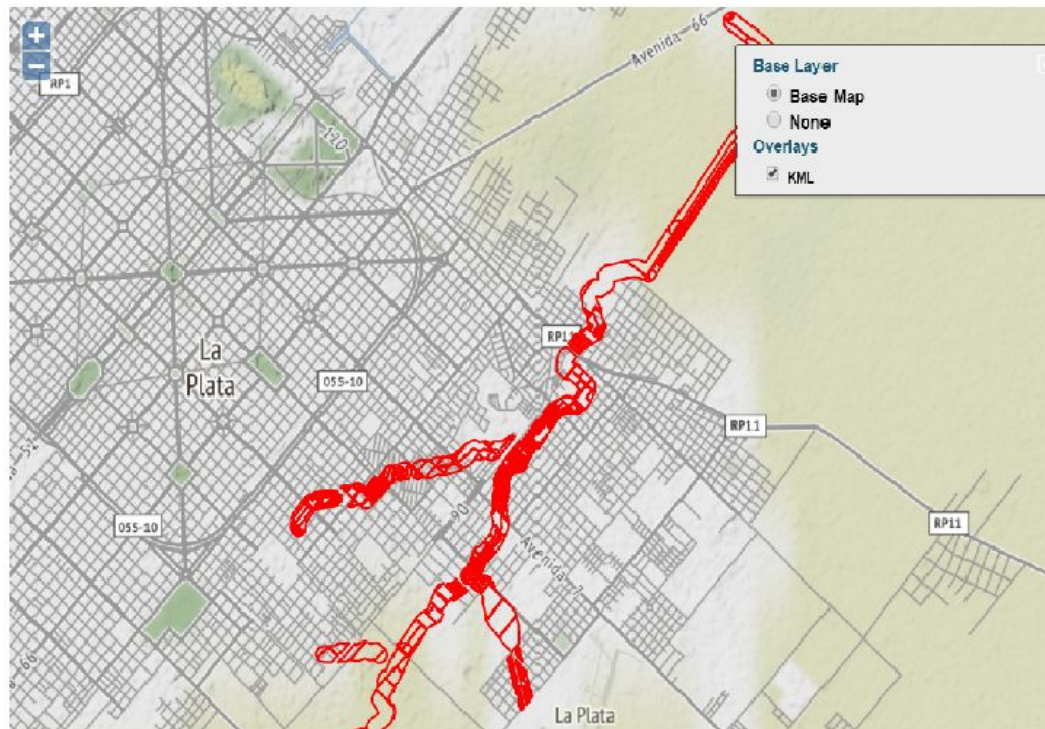 +
Avenida 66
−
RP1
Base Layer
Base Map
None
Overlays
KML
120
RP11
La
Plata
055-10
RP11
055-10
90
RP11
Avenida 7
La Plata